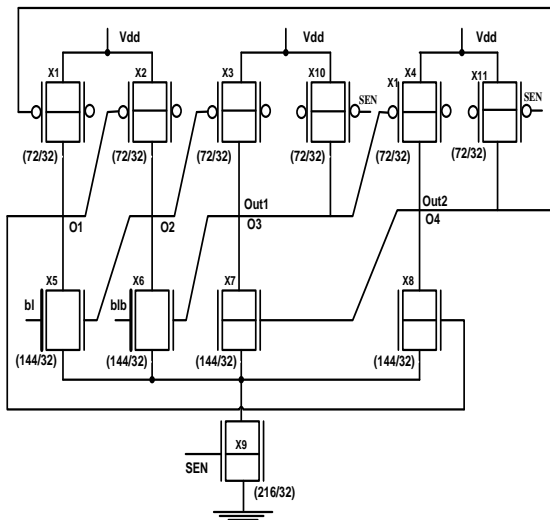 Vdd Vdd Vdd
X1 X2 X3 X10 X4 X11
X1
SEN SEN
(72/32) (72/32) (72/32) (72/32) (72/32) (72/32)
Out1 Out2
O1 O2 O3 O4
X5 X6 X7 X8
bl blb
(144/32) (144/32) (144/32) (144/32)
X9
SEN
(216/32)